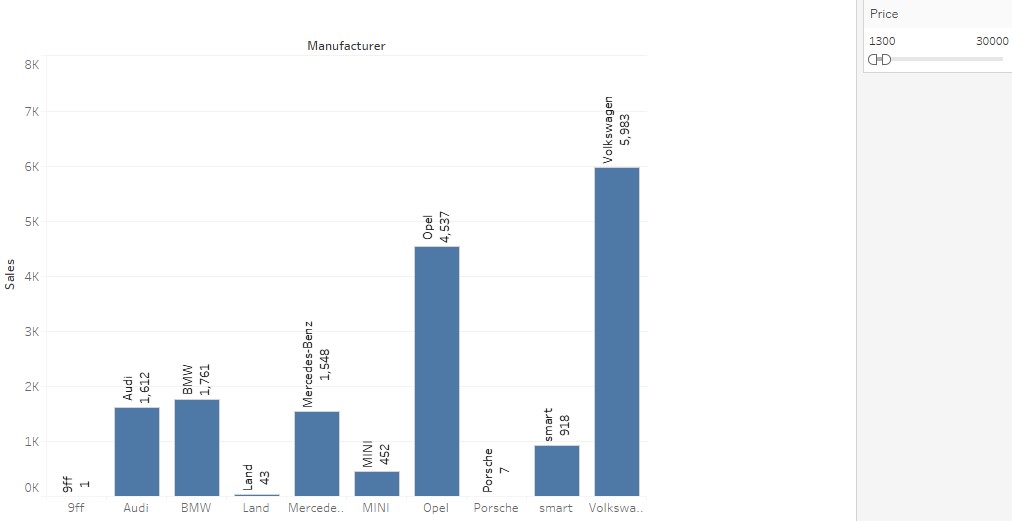 Manufacturer
Price
1300 30000
8K
7K
6K
5K
4K
3K
2K
1K
0K
Sales
9ff
1
Audi
1,612
BMW
1,761
Land
43
Mercedes-Benz
1,548
MINI
452
Opel
4,537
Porsche
7
smart
918
Volkswagen
5,983
9ff Audi BMW Land Mercede.. MINI Opel Porsche smart Volkswa..